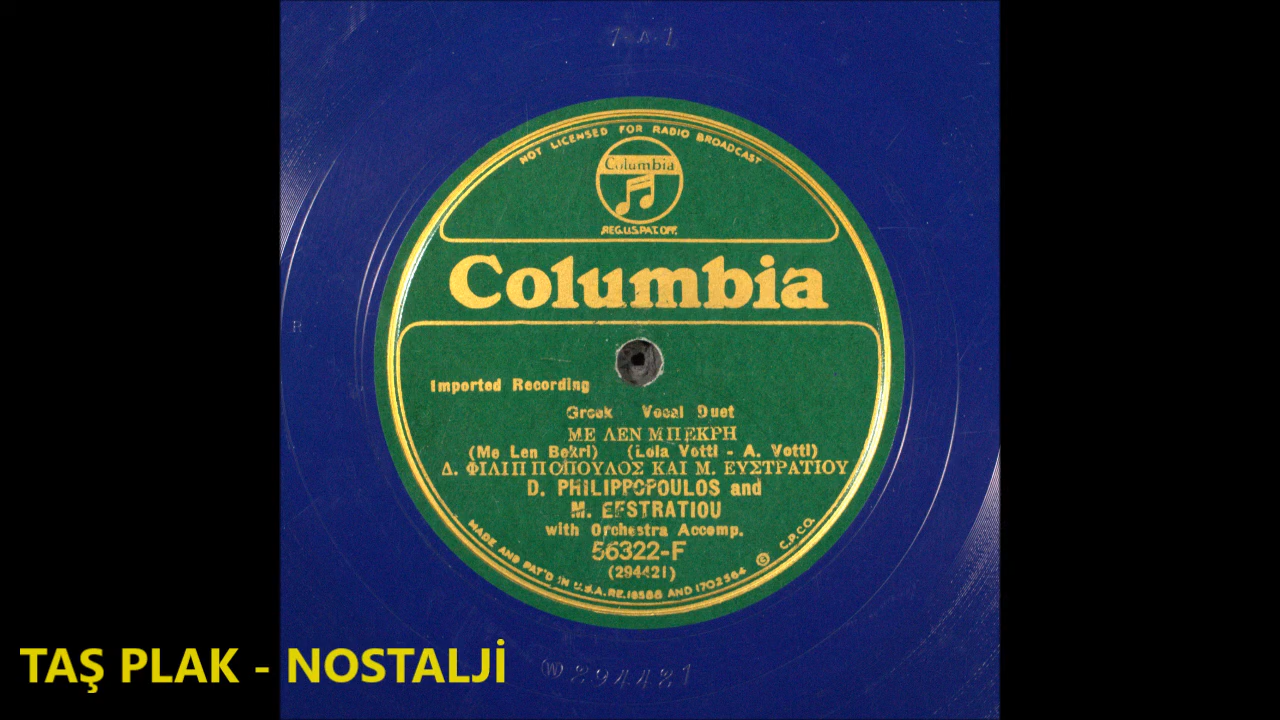 NOT LICENSED FOR RADIO BROADCAST
Columbia
REG.U.S.PAT.OFF.
Columbia
Imported Recording
Greek Vocal Duet
ΜΕ ΛΕΝ ΜΠΕΚΡΗ
(Me Len Bekri) (Lola Votti - A. Votti)
Δ. ΦΙΛΙΠΠΟΠΟΥΛΟΣ ΚΑΙ Μ. ΕΥΣΤΡΑΤΙΟΥ
D. PHILIPPOPOULOS and
M. EFSTRATIOU
with Orchestra Accomp.
56322-F
(294421)
MADE AND PAT'D IN U.S.A. RE.16588 AND 1702564 © C.P.CO.
TAŞ PLAK - NOSTALJİ